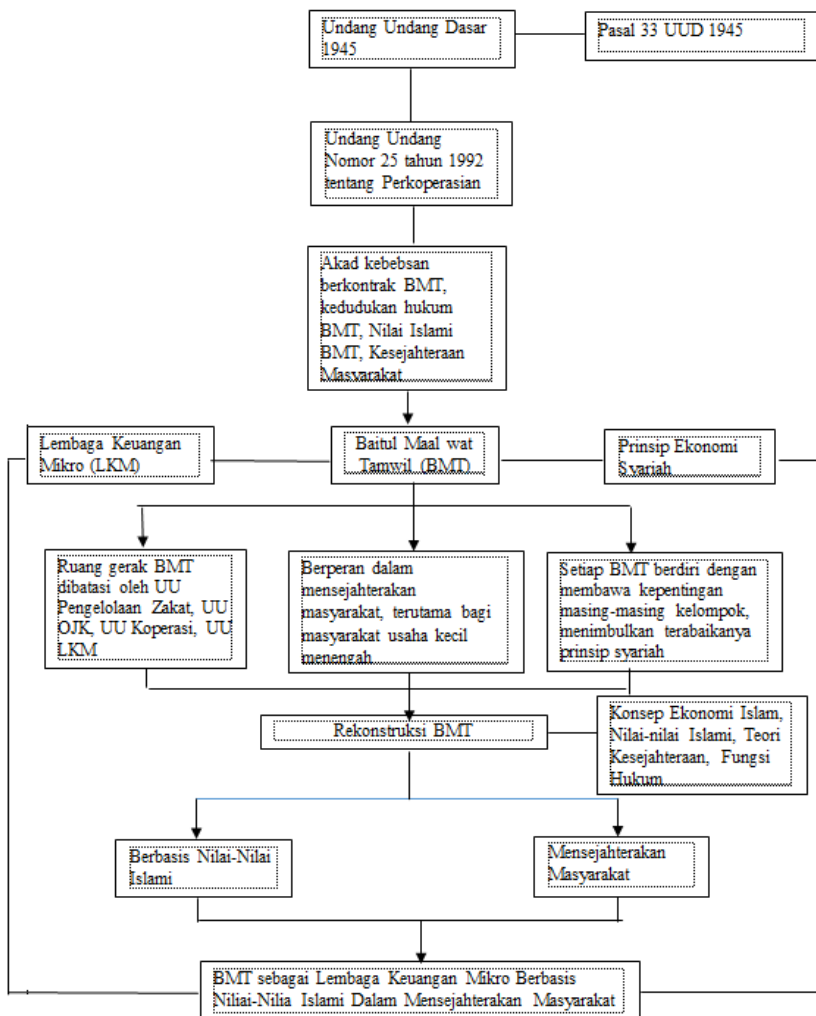 Undang Undang Dasar
1945
Pasal 33 UUD 1945
Undang Undang
Nomor 25 tahun 1992
tentang Perkoperasian
Akad kebebsan
berkontrak BMT,
kedudukan hukum
BMT, Nilai Islami
BMT, Kesejahteraan
Masyarakat
Lembaga Keuangan
Mikro (LKM)
Baitul Maal wat
Tamwil (BMT)
Prinsip Ekonomi
Syariah
Ruang gerak BMT
dibatasi oleh UU
Pengelolaan Zakat, UU
OJK, UU Koperasi, UU
LKM
Berperan dalam
mensejahterakan
masyarakat, terutama bagi
masyarakat usaha kecil
menengah
Setiap BMT berdiri dengan
membawa kepentingan
masing-masing kelompok,
menimbulkan terabaikanya
prinsip syariah
Rekonstruksi BMT
Konsep Ekonomi Islam,
Nilai-nilai Islami, Teori
Kesejahteraan, Fungsi
Hukum
Berbasis Nilai-Nilai
Islami
Mensejahterakan
Masyarakat
BMT sebagai Lembaga Keuangan Mikro Berbasis
Niliai-Nilia Islami Dalam Mensejahterakan Masyarakat